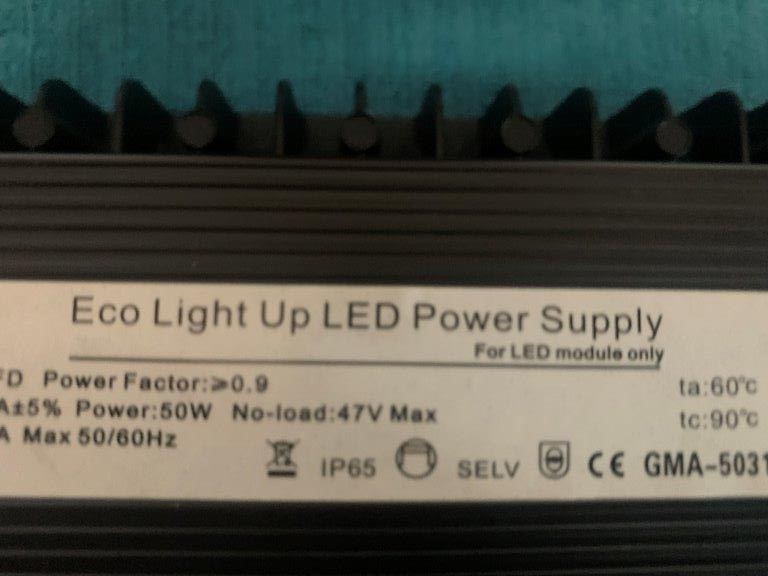 Eco Light Up LED Power Supply
For LED module only
FD Power Factor:≥0.9
A±5% Power:50W No-load:47V Max
A Max 50/60Hz
ta:60℃
tc:90℃
IP65 SELV CE GMA-5031